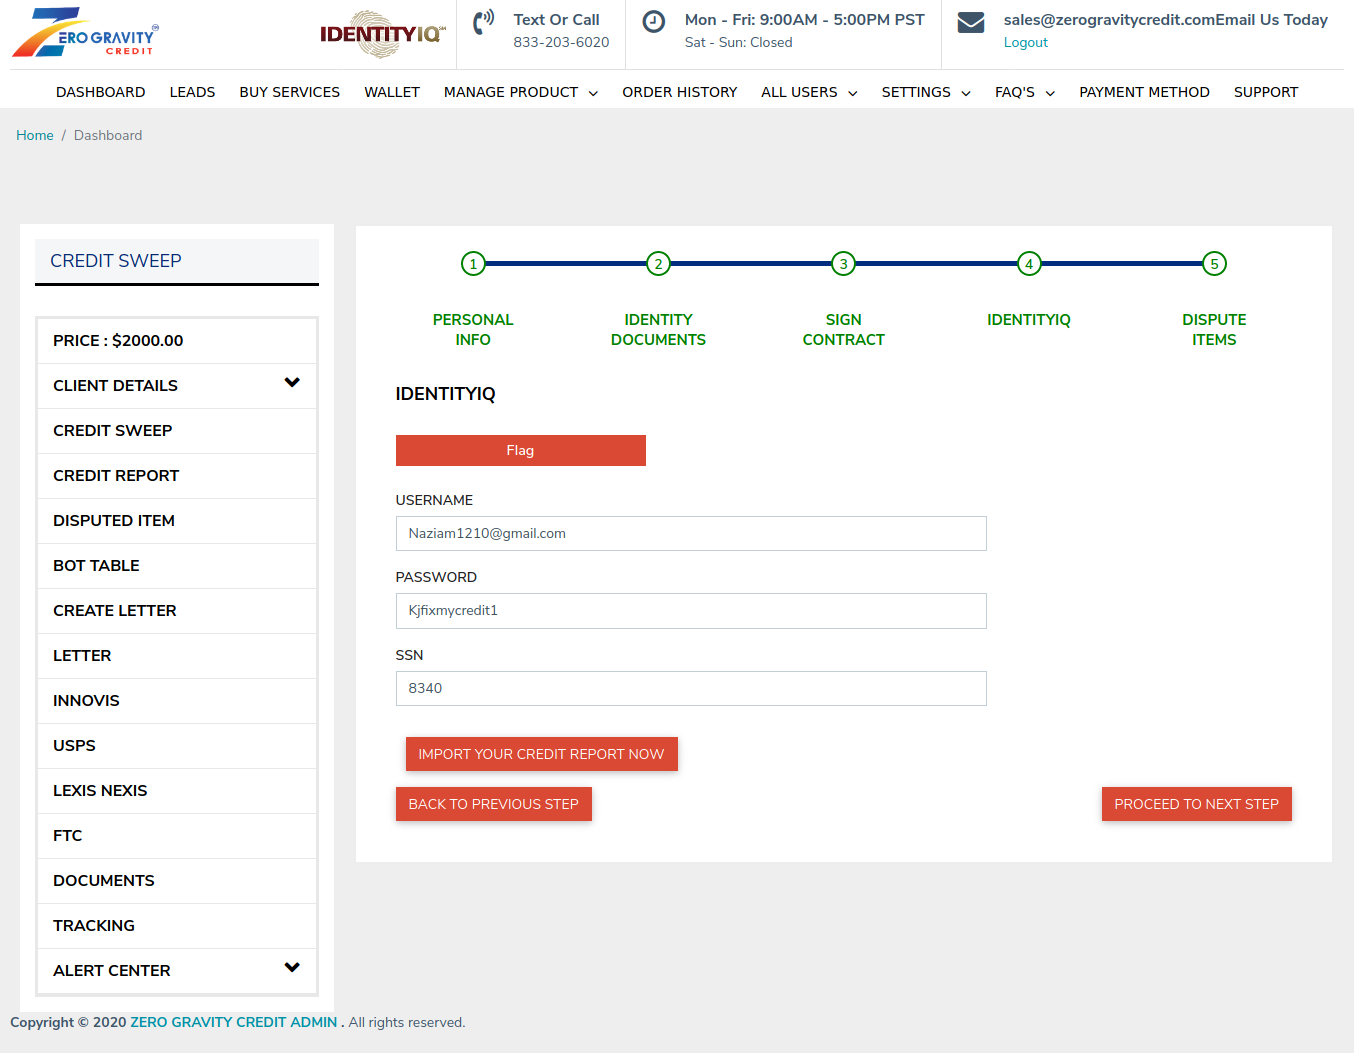 ZERO GRAVITY
CREDIT
IDENTITYIQ
Text Or Call
833-203-6020
Mon - Fri: 9:00AM - 5:00PM PST
Sat - Sun: Closed
sales@zerogravitycredit.comEmail Us Today
Logout
DASHBOARD LEADS BUY SERVICES WALLET MANAGE PRODUCT ORDER HISTORY ALL USERS SETTINGS FAQ'S PAYMENT METHOD SUPPORT
Home / Dashboard
CREDIT SWEEP
PRICE : $2000.00
CLIENT DETAILS
CREDIT SWEEP
CREDIT REPORT
DISPUTED ITEM
BOT TABLE
CREATE LETTER
LETTER
INNOVIS
USPS
LEXIS NEXIS
FTC
DOCUMENTS
TRACKING
ALERT CENTER
1 2 3 4 5
PERSONAL INFO
IDENTITY DOCUMENTS
SIGN CONTRACT
IDENTITYIQ
DISPUTE ITEMS
IDENTITYIQ
Flag
USERNAME
Naziam1210@gmail.com
PASSWORD
Kjfixmycredit1
SSN
8340
IMPORT YOUR CREDIT REPORT NOW
BACK TO PREVIOUS STEP
PROCEED TO NEXT STEP
Copyright © 2020 ZERO GRAVITY CREDIT ADMIN . All rights reserved.